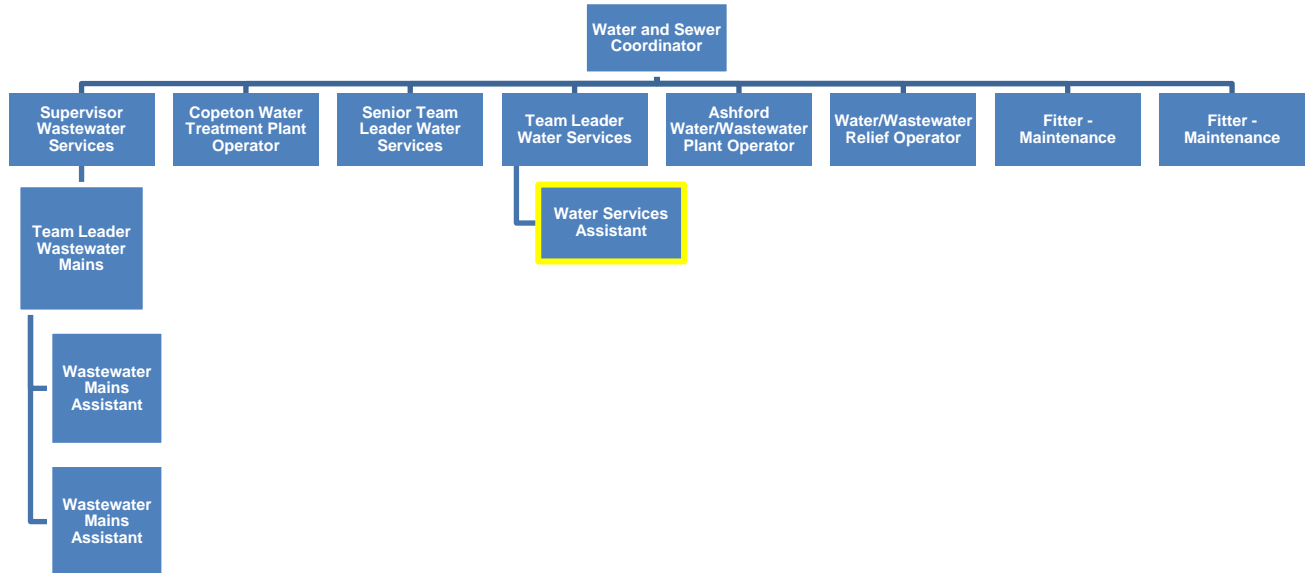 Water and Sewer
Coordinator
Supervisor
Wastewater
Services
Copeton Water
Treatment Plant
Operator
Senior Team
Leader Water
Services
Team Leader
Water Services
Ashford
Water/Wastewater
Plant Operator
Water/Wastewater
Relief Operator
Fitter -
Maintenance
Fitter -
Maintenance
Team Leader
Wastewater
Mains
Water Services
Assistant
Wastewater
Mains
Assistant
Wastewater
Mains
Assistant